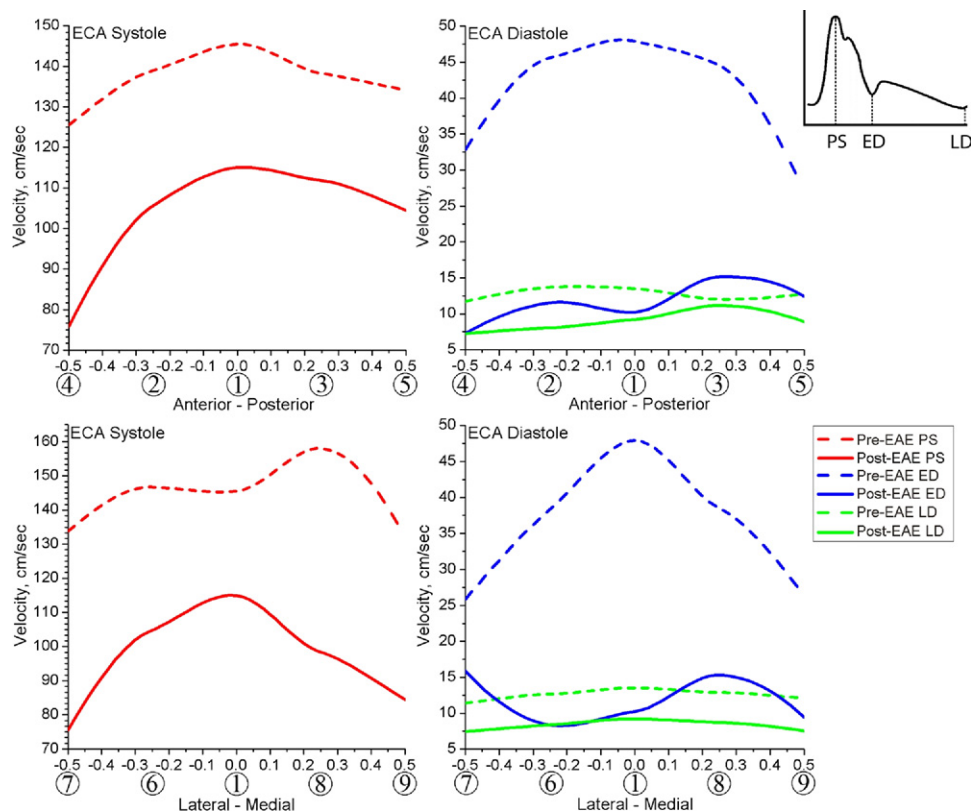 ECA Systole
Velocity, cm/sec
150
140
130
120
110
100
90
80
70
-0.5 -0.4 -0.3 -0.2 -0.1 0.0 0.1 0.2 0.3 0.4 0.5
④ ② ① ③ ⑤
Anterior - Posterior
ECA Diastole
Velocity, cm/sec
50
45
40
35
30
25
20
15
10
5
-0.5 -0.4 -0.3 -0.2 -0.1 0.0 0.1 0.2 0.3 0.4 0.5
④ ② ① ③ ⑤
Anterior - Posterior
PS ED LD
ECA Systole
Velocity, cm/sec
160
150
140
130
120
110
100
90
80
70
-0.5 -0.4 -0.3 -0.2 -0.1 0.0 0.1 0.2 0.3 0.4 0.5
⑦ ⑥ ① ⑧ ⑨
Lateral - Medial
ECA Diastole
Velocity, cm/sec
50
45
40
35
30
25
20
15
10
5
-0.5 -0.4 -0.3 -0.2 -0.1 0.0 0.1 0.2 0.3 0.4 0.5
⑦ ⑥ ① ⑧ ⑨
Lateral - Medial
Pre-EAE PS
Post-EAE PS
Pre-EAE ED
Post-EAE ED
Pre-EAE LD
Post-EAE LD